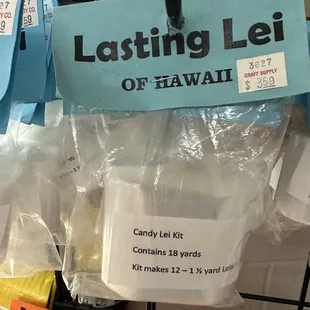 Lasting Lei
OF HAWAII
3627
CRAFT SUPPLY
$ 3.59
Candy Lei Kit
Contains 18 yards
Kit makes 12 – 1 ½ yard Leis